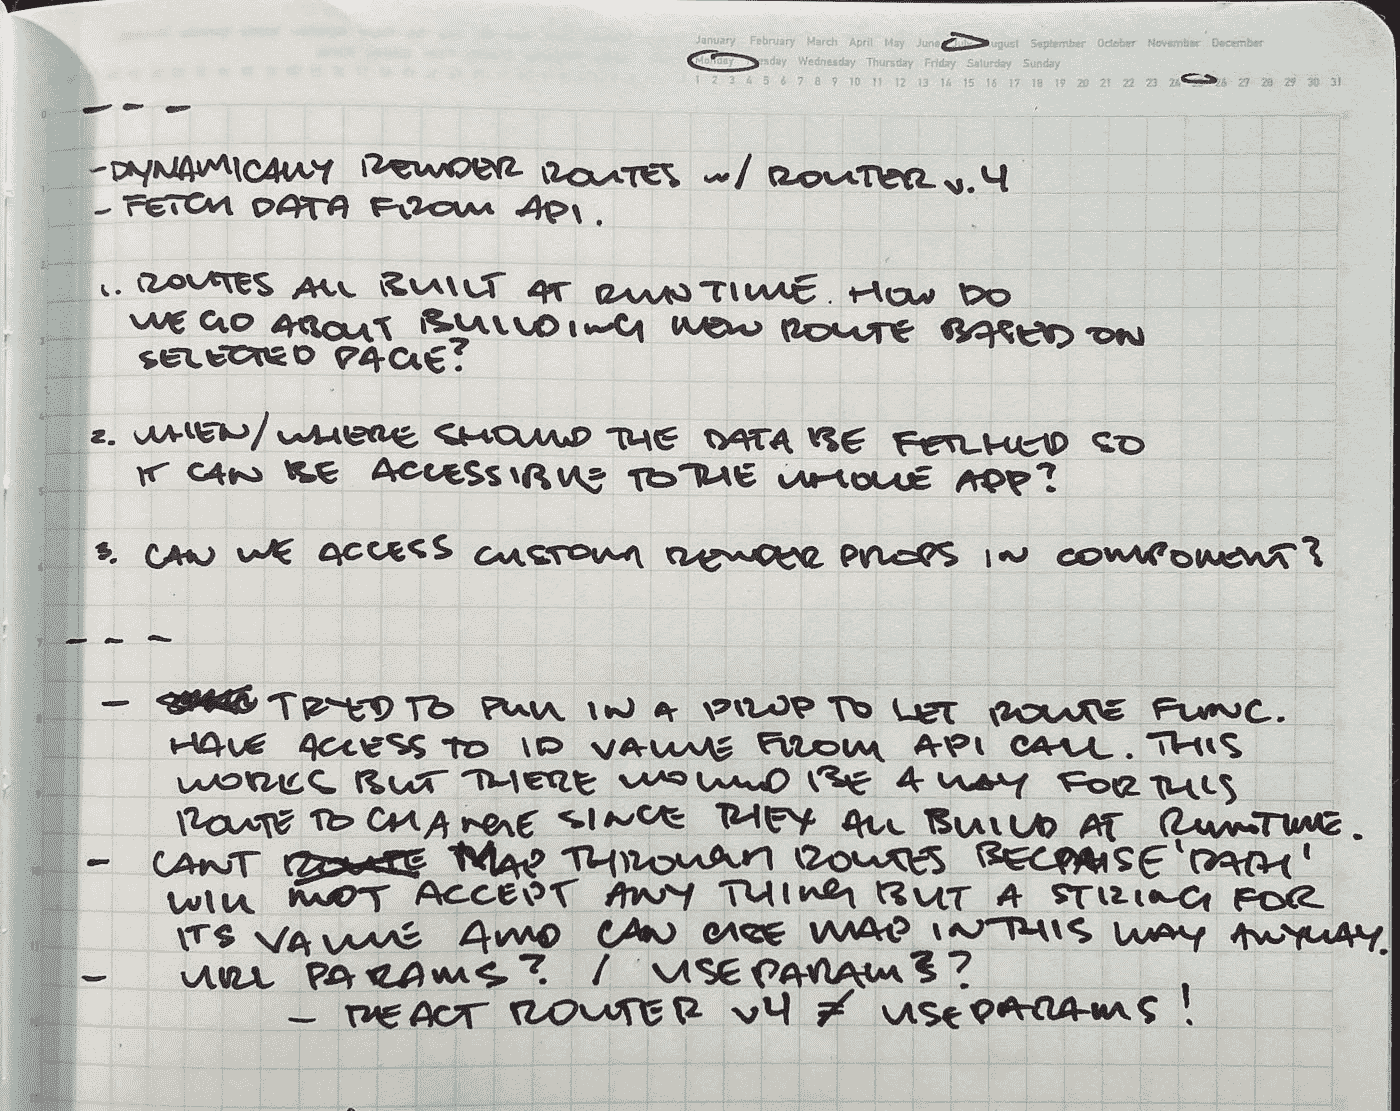 January February March April May June July August September October November December
Monday Tuesday Wednesday Thursday Friday Saturday Sunday
1 2 3 4 5 6 7 8 9 10 11 12 13 14 15 16 17 18 19 20 21 22 23 24 25 26 27 28 29 30 31
- - -
- DYNAMICALLY RENDER ROUTES w/ ROUTER v.4
- FETCH DATA FROM API.
1. ROUTES ALL BUILT AT RUNTIME. HOW DO
WE GO ABOUT BUILDING NEW ROUTE BASED ON
SELECTED PAGE?
2. WHEN/WHERE SHOULD THE DATA BE FETCHED SO
IT CAN BE ACCESSIBLE TO THE WHOLE APP?
3. CAN WE ACCESS CUSTOM RENDER PROPS IN COMPONENT?
- - -
- TRYED TO PULL IN A PROP TO LET ROUTE FUNC.
HAVE ACCESS TO ID VALUE FROM API CALL. THIS
WORKS BUT THERE WOULD BE A WAY FOR THIS
ROUTE TO CHANGE SINCE THEY ALL BUILD AT RUNTIME.
- CANT MAP THROUGH ROUTES BECAUSE 'PATH'
WILL NOT ACCEPT ANY THING BUT A STRING FOR
ITS VALUE AND CAN MAP IN THIS WAY ANYWAY.
- URL PARAMS? / USEPARAMS?
- REACT ROUTER v4 ≠ USEPARAMS!